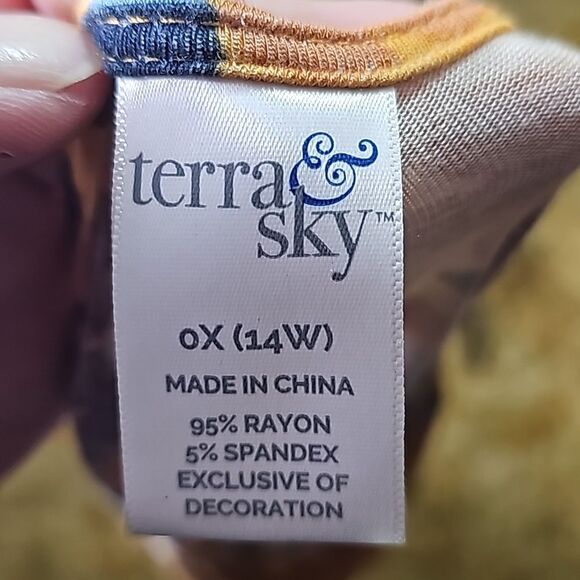 terra &
sky™
0X (14W)
MADE IN CHINA
95% RAYON
5% SPANDEX
EXCLUSIVE OF
DECORATION